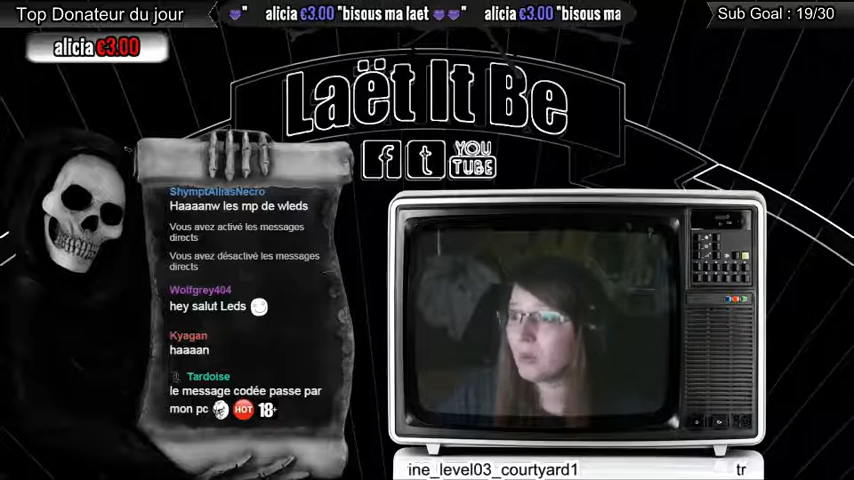 Top Donateur du jour
" alicia €3.00 "bisous ma laet " alicia €3.00 "bisous ma
Sub Goal : 19/30
alicia €3.00
Laët It Be
f t YOU
TUBE
ShymptAlliasNecro
Haaaanw les mp de wleds
Vous avez activé les messages
directs
Vous avez désactivé les messages
directs
Wolfgrey404
hey salut Leds
Kyagan
haaaan
Tardoise
le message codée passe par
mon pc HOT 18+
ine_level03_courtyard1 tr